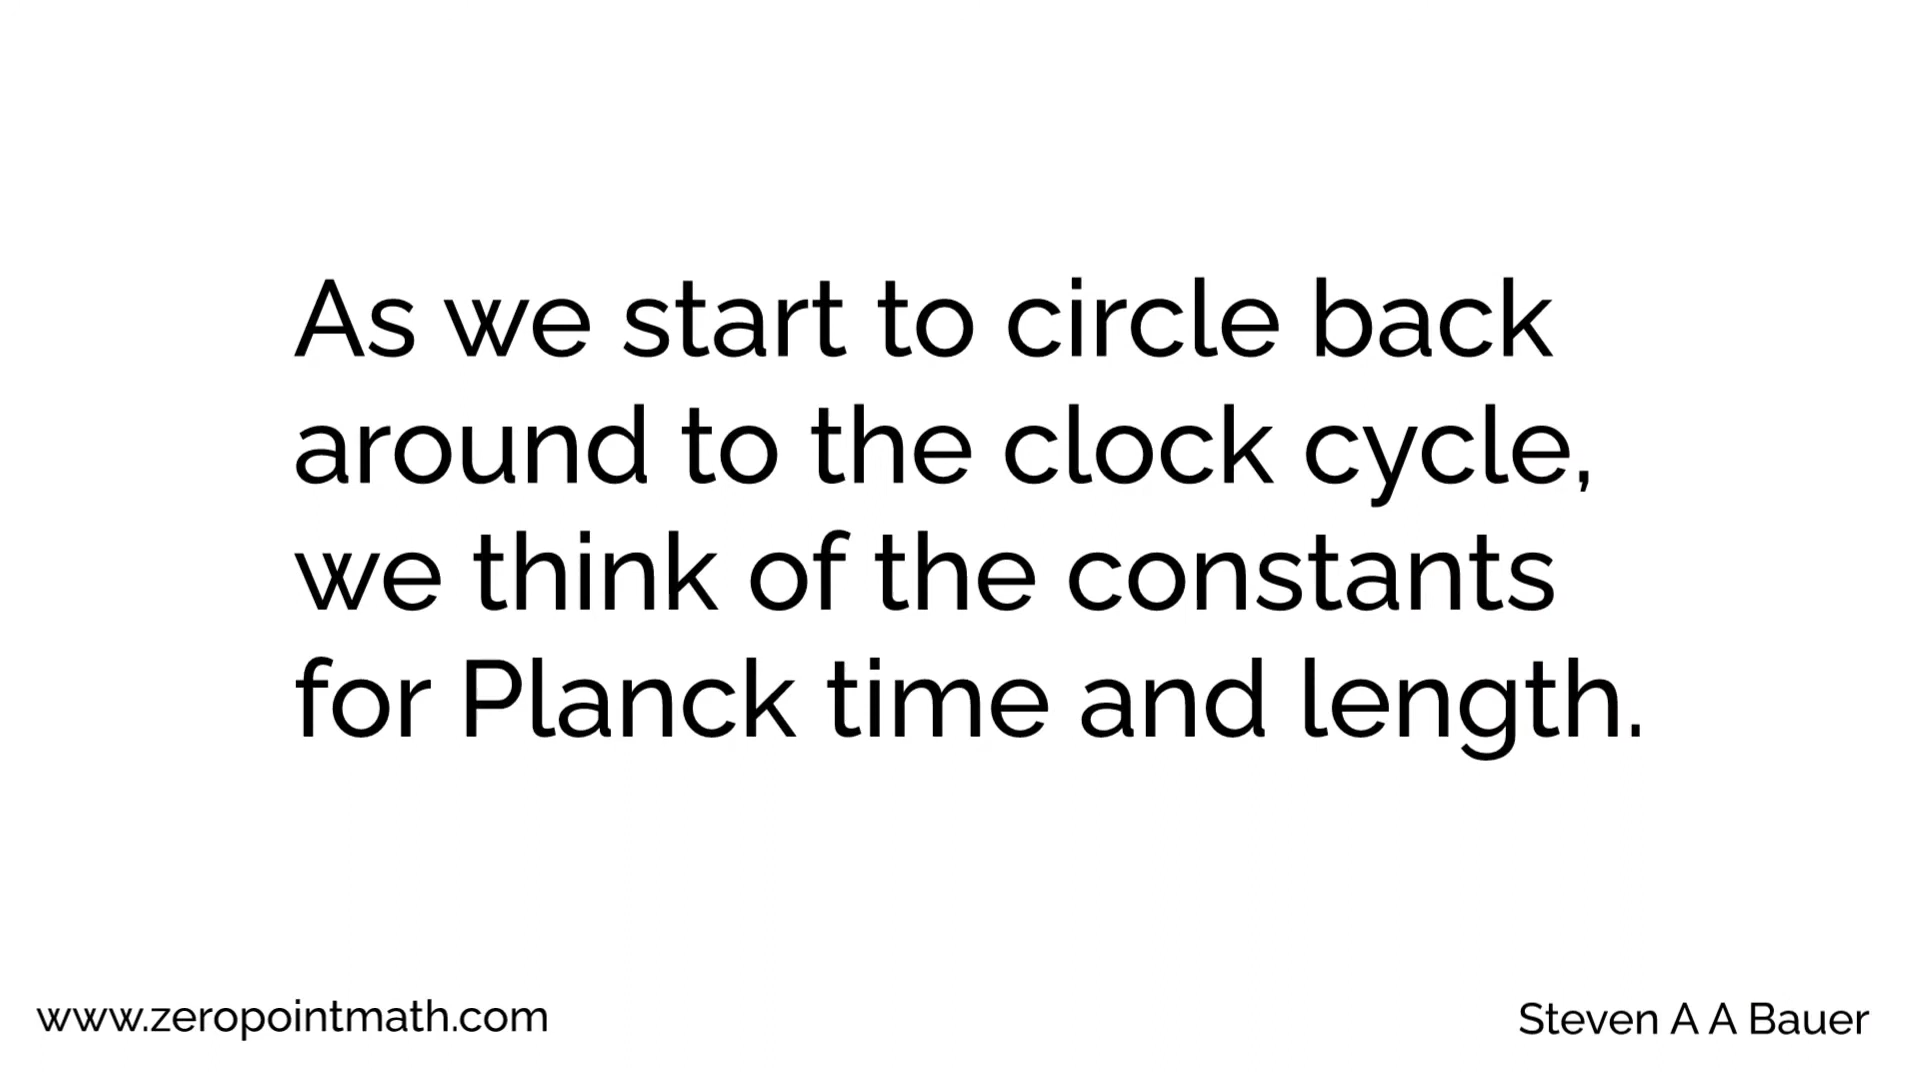 As we start to circle back
around to the clock cycle,
we think of the constants
for Planck time and length.
www.zeropointmath.com
Steven A A Bauer